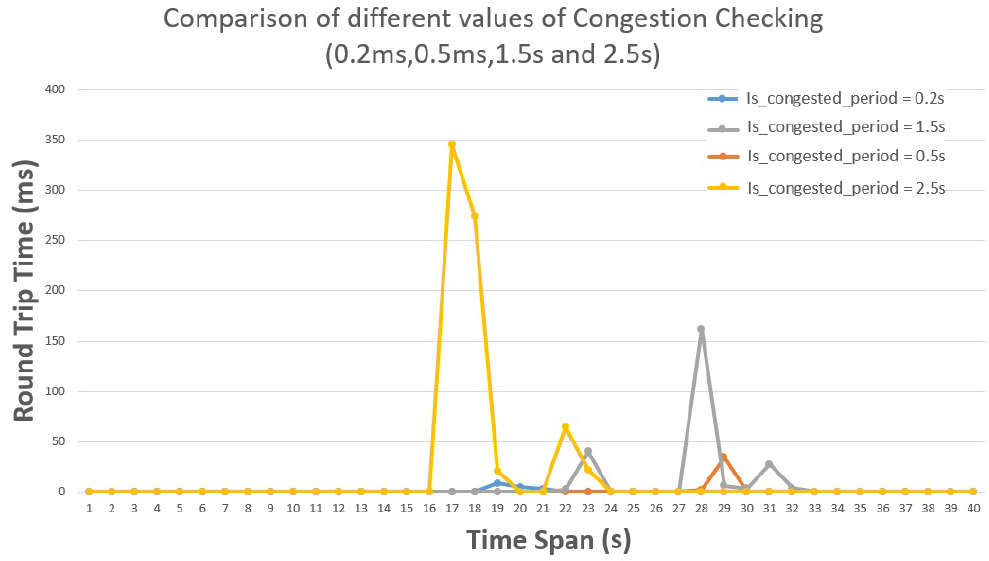 Comparison of different values of Congestion Checking
(0.2ms,0.5ms,1.5s and 2.5s)
Is_congested_period = 0.2s
Is_congested_period = 1.5s
Is_congested_period = 0.5s
Is_congested_period = 2.5s
Round Trip Time (ms)
400
350
300
250
200
150
100
50
0
1 2 3 4 5 6 7 8 9 10 11 12 13 14 15 16 17 18 19 20 21 22 23 24 25 26 27 28 29 30 31 32 33 34 35 36 37 38 39 40
Time Span (s)